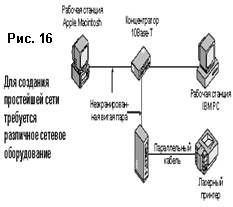 Рабочая станция
Apple Macintosh
Концентратор
10Base-T
Рис. 16
Для создания
простейшей сети
требуется
различное сетевое
оборудование
Неэкранирован-
ная витая пара
Рабочая станция
IBM PC
Параллельный
кабель
Лазерный
принтер